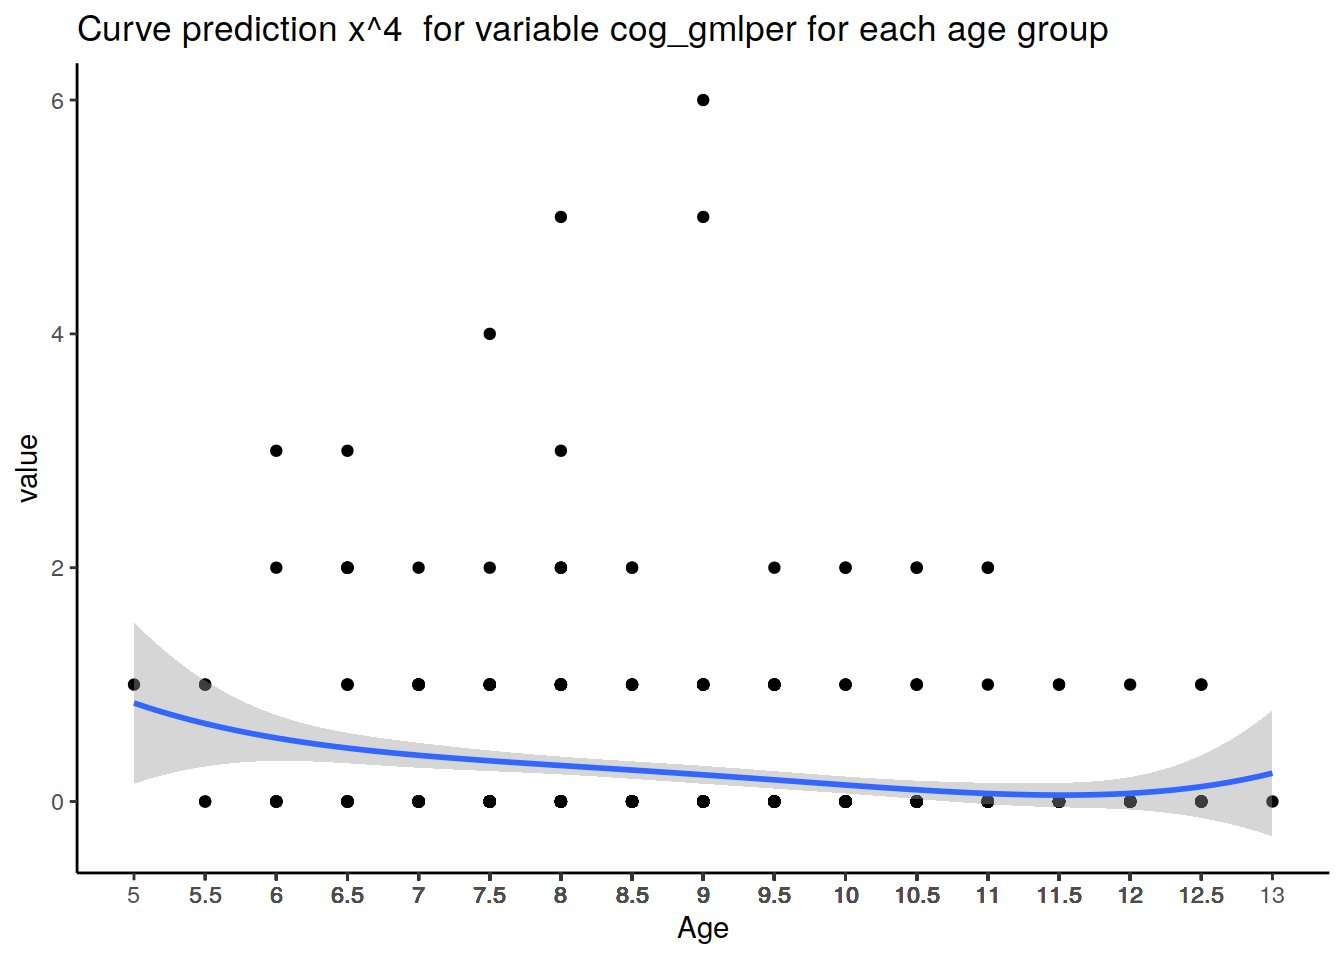 Curve prediction x^4  for variable cog_gmlper for each age group
6
4
2
0
value
5 5.5 6 6.5 7 7.5 8 8.5 9 9.5 10 10.5 11 11.5 12 12.5 13
Age